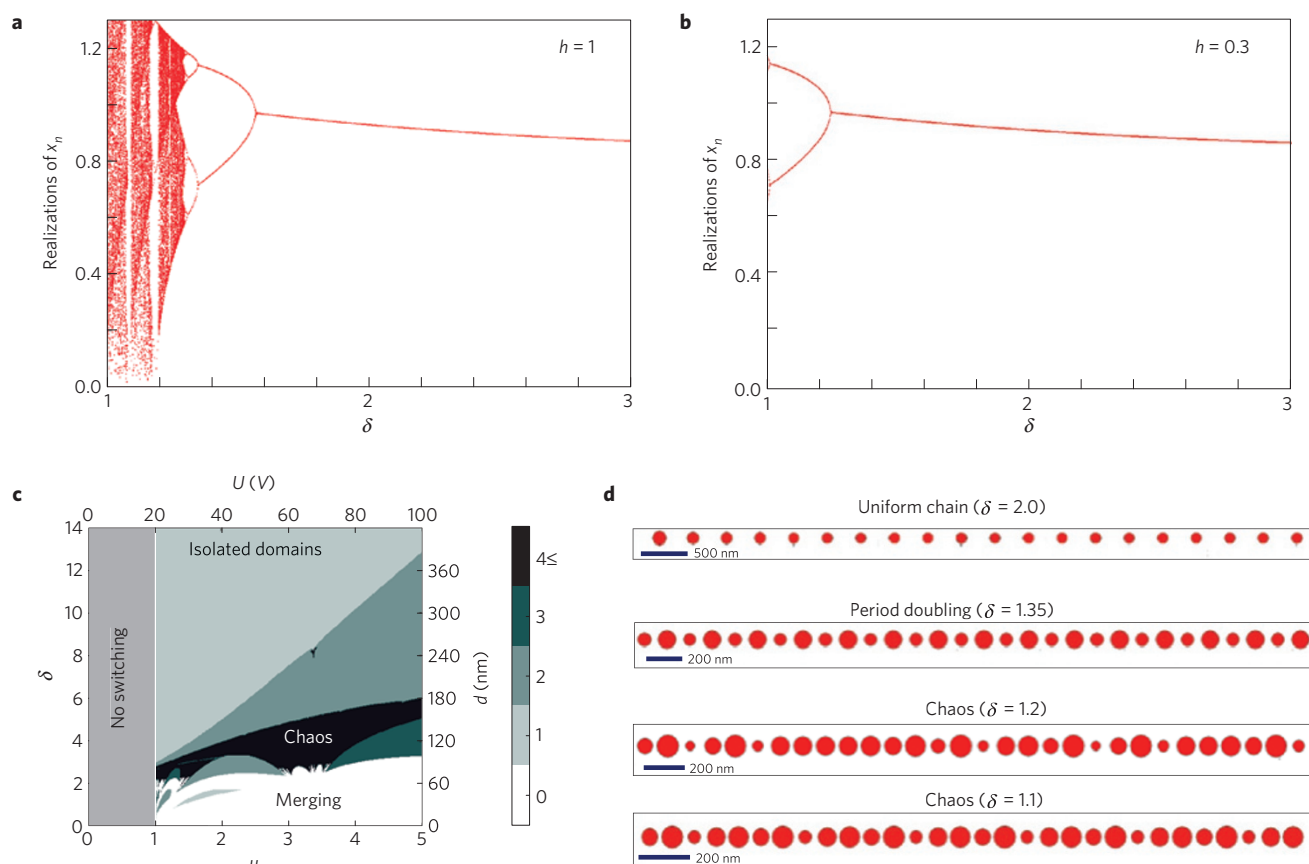 a
h = 1
1.2
0.8
0.4
0.0
Realizations of xₙ
1 2 3
δ
b
h = 0.3
1.2
0.8
0.4
0.0
Realizations of xₙ
1 2 3
δ
c
U (V)
0 20 40 60 80 100
14
12
10
8
6
4
2
0
δ
Isolated domains
No switching
Chaos
Merging
360
300
240
180
120
60
0
d (nm)
0 1 2 3 4 5
4≤
3
2
1
0
d
Uniform chain (δ = 2.0)
500 nm
Period doubling (δ = 1.35)
200 nm
Chaos (δ = 1.2)
200 nm
Chaos (δ = 1.1)
200 nm